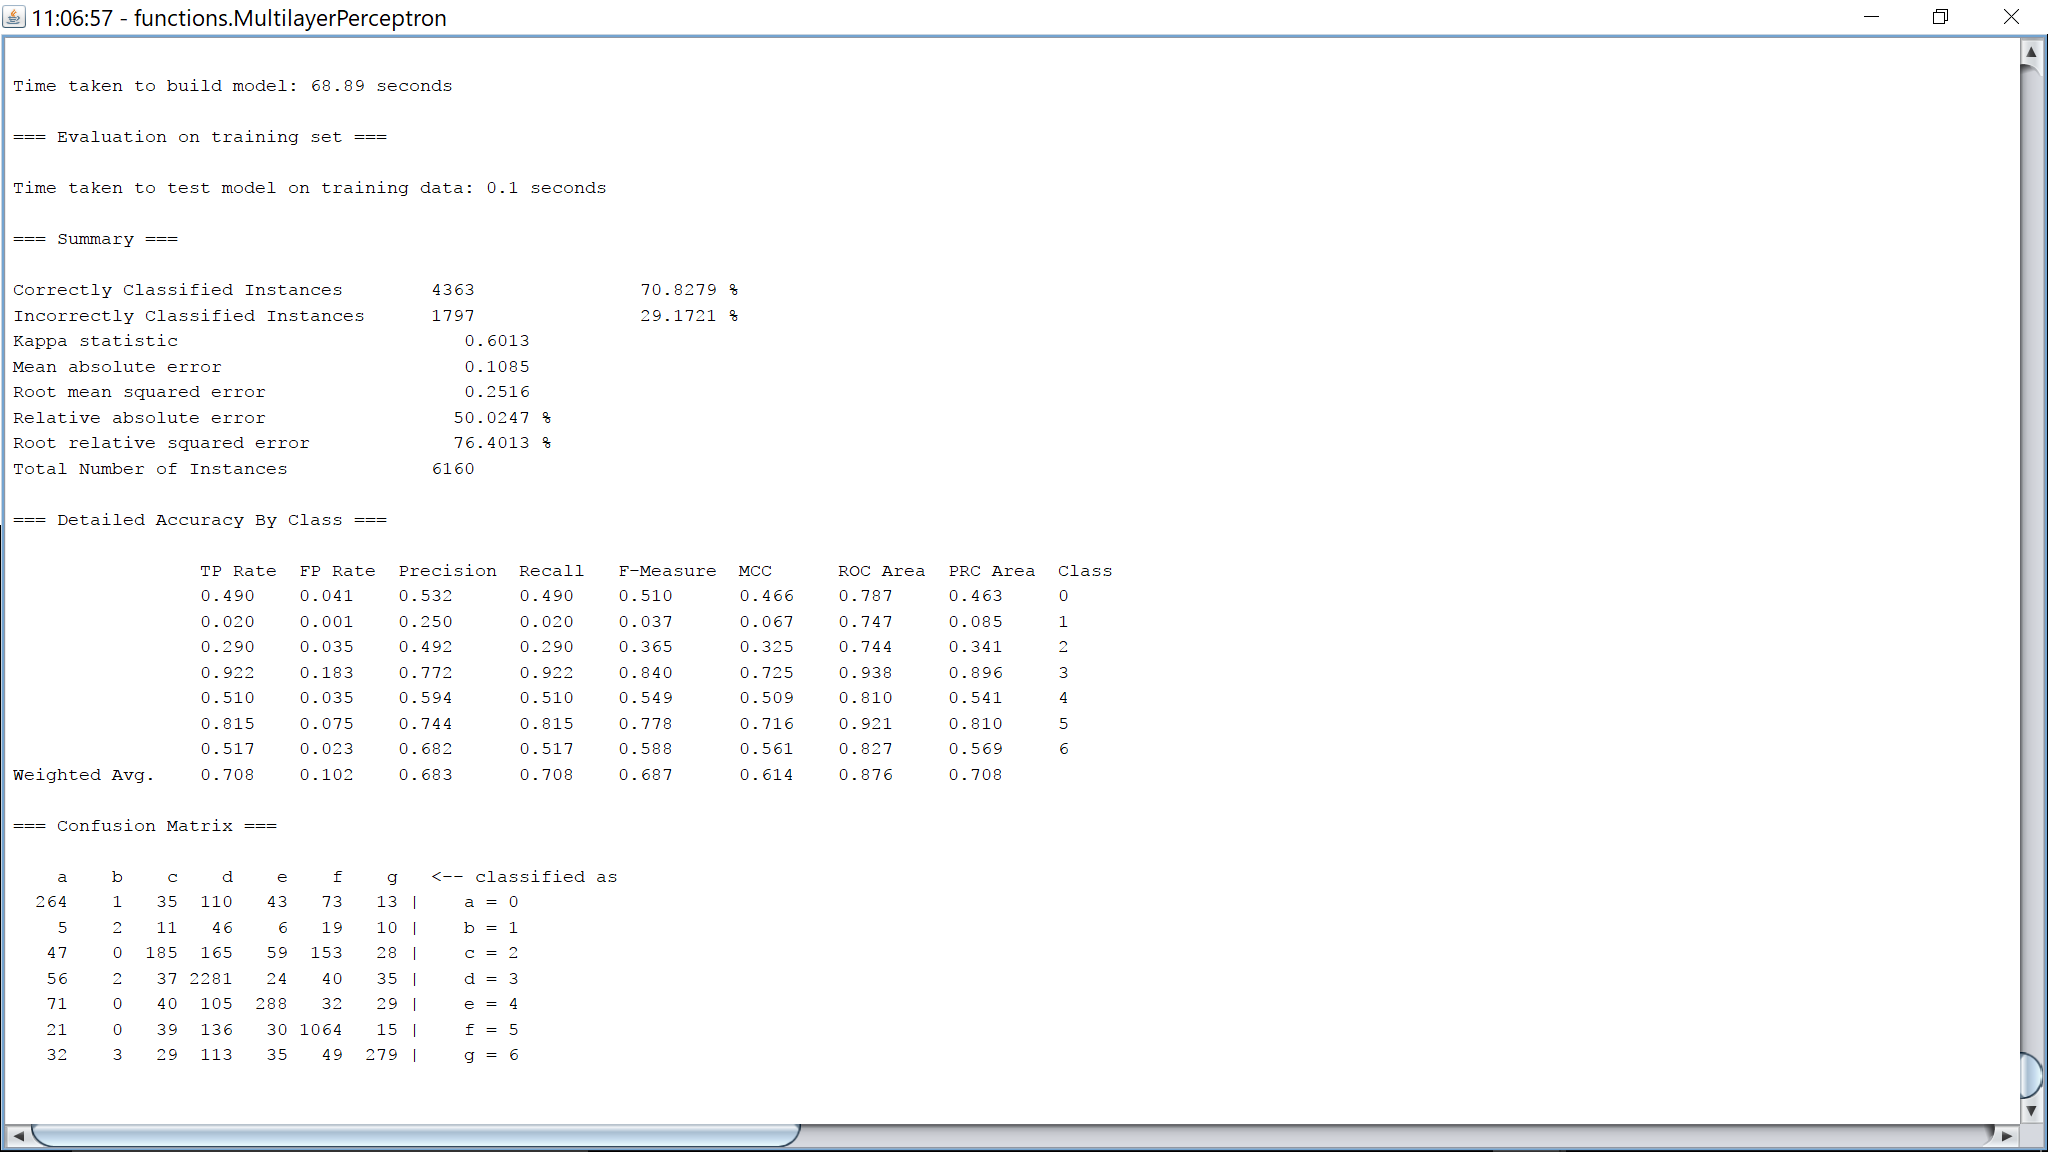 11:06:57 - functions.MultilayerPerceptron
Time taken to build model: 68.89 seconds
=== Evaluation on training set ===
Time taken to test model on training data: 0.1 seconds
=== Summary ===
Correctly Classified Instances 4363 70.8279 %
Incorrectly Classified Instances 1797 29.1721 %
Kappa statistic 0.6013
Mean absolute error 0.1085
Root mean squared error 0.2516
Relative absolute error 50.0247 %
Root relative squared error 76.4013 %
Total Number of Instances 6160
=== Detailed Accuracy By Class ===
TP Rate FP Rate Precision Recall F-Measure MCC ROC Area PRC Area Class
0.490 0.041 0.532 0.490 0.510 0.466 0.787 0.463 0
0.020 0.001 0.250 0.020 0.037 0.067 0.747 0.085 1
0.290 0.035 0.492 0.290 0.365 0.325 0.744 0.341 2
0.922 0.183 0.772 0.922 0.840 0.725 0.938 0.896 3
0.510 0.035 0.594 0.510 0.549 0.509 0.810 0.541 4
0.815 0.075 0.744 0.815 0.778 0.716 0.921 0.810 5
0.517 0.023 0.682 0.517 0.588 0.561 0.827 0.569 6
Weighted Avg. 0.708 0.102 0.683 0.708 0.687 0.614 0.876 0.708
=== Confusion Matrix ===
a b c d e f g <-- classified as
264 1 35 110 43 73 13 | a = 0
5 2 11 46 6 19 10 | b = 1
47 0 185 165 59 153 28 | c = 2
56 2 37 2281 24 40 35 | d = 3
71 0 40 105 288 32 29 | e = 4
21 0 39 136 30 1064 15 | f = 5
32 3 29 113 35 49 279 | g = 6